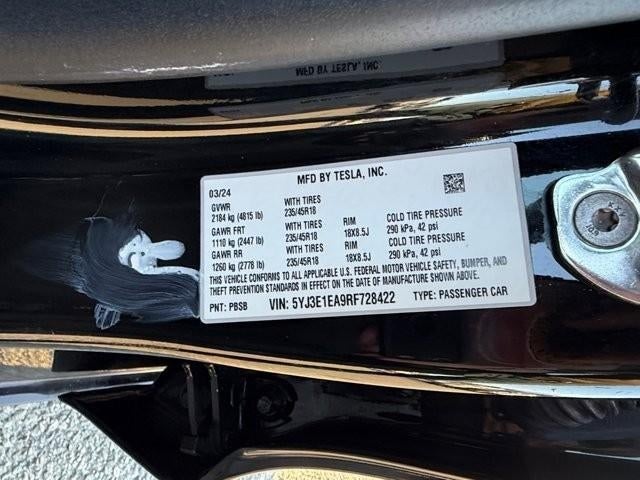 MFD BY TESLA, INC.
MFD BY TESLA, INC.
03/24
GVWR WITH TIRES
2184 kg (4815 lb) 235/45R18
GAWR FRT WITH TIRES RIM COLD TIRE PRESSURE
1110 kg (2447 lb) 235/45R18 18X8.5J 290 kPa, 42 psi
GAWR RR WITH TIRES RIM COLD TIRE PRESSURE
1260 kg (2778 lb) 235/45R18 18X8.5J 290 kPa, 42 psi
THIS CONFORMS TO ALL APPLICABLE U.S. FEDERAL MOTOR VEHICLE SAFETY, BUMPER, AND
THEFT PREVENTION STANDARDS IN EFFECT ON THE DATE OF MANUFACTURE SHOWN ABOVE.
PNT: PBSB VIN: 5YJ3E1EA9RF728422 TYPE: PASSENGER CAR